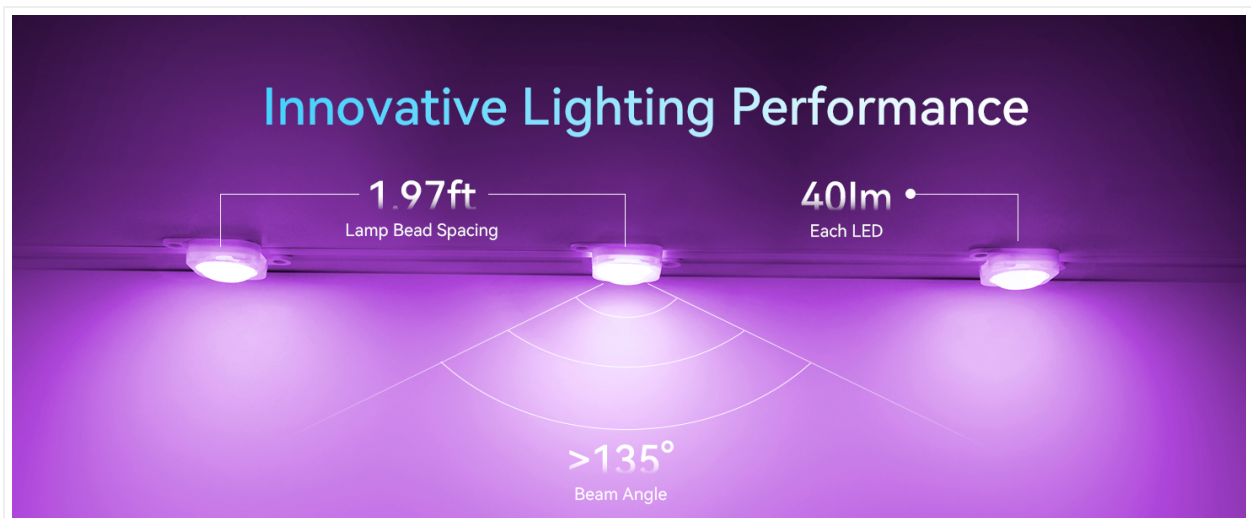 Innovative Lighting Performance
1.97ft
Lamp Bead Spacing
40lm
Each LED
>135°
Beam Angle